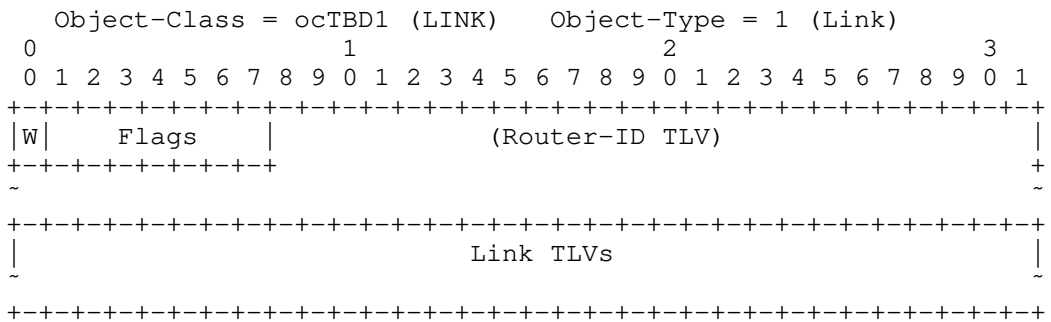 Object-Class = ocTBD1 (LINK)   Object-Type = 1 (Link)
 0                   1                   2                   3
 0 1 2 3 4 5 6 7 8 9 0 1 2 3 4 5 6 7 8 9 0 1 2 3 4 5 6 7 8 9 0 1
+-+-+-+-+-+-+-+-+-+-+-+-+-+-+-+-+-+-+-+-+-+-+-+-+-+-+-+-+-+-+-+-+
|W|    Flags    |             (Router-ID TLV)                   |
+-+-+-+-+-+-+-+-+                                               +
~                                                               ~
+-+-+-+-+-+-+-+-+-+-+-+-+-+-+-+-+-+-+-+-+-+-+-+-+-+-+-+-+-+-+-+-+
|                            Link TLVs                          |
~                                                               ~
+-+-+-+-+-+-+-+-+-+-+-+-+-+-+-+-+-+-+-+-+-+-+-+-+-+-+-+-+-+-+-+-+